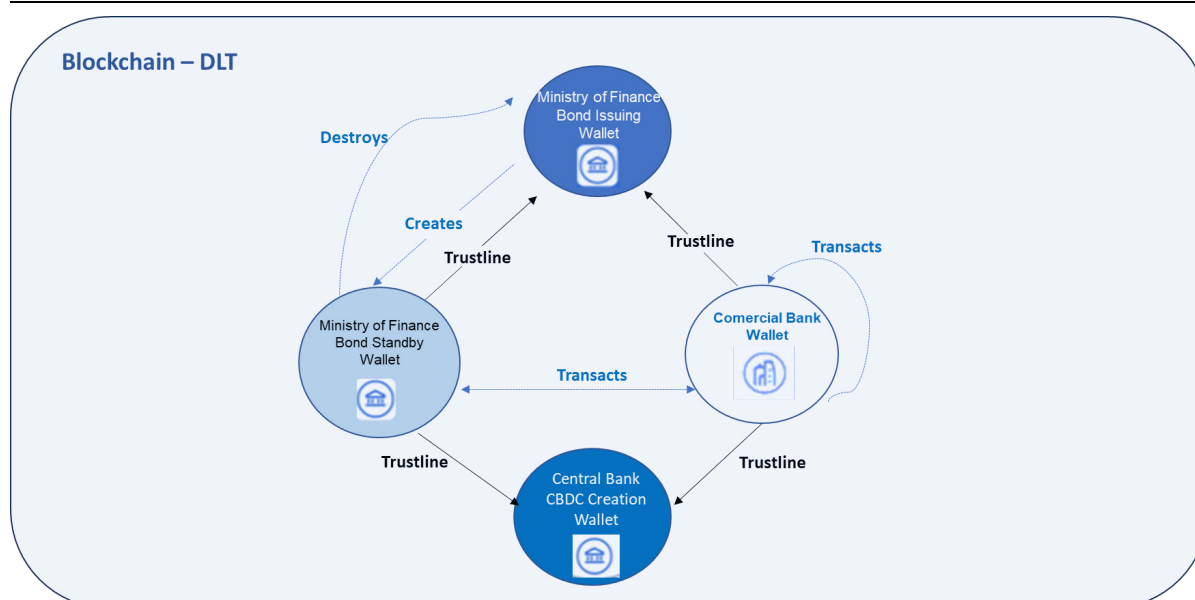 Blockchain – DLT
Ministry of Finance
Bond Issuing
Wallet
Destroys
Creates
Trustline
Trustline
Transacts
Ministry of Finance
Bond Standby
Wallet
Comercial Bank
Wallet
Transacts
Trustline
Trustline
Central Bank
CBDC Creation
Wallet